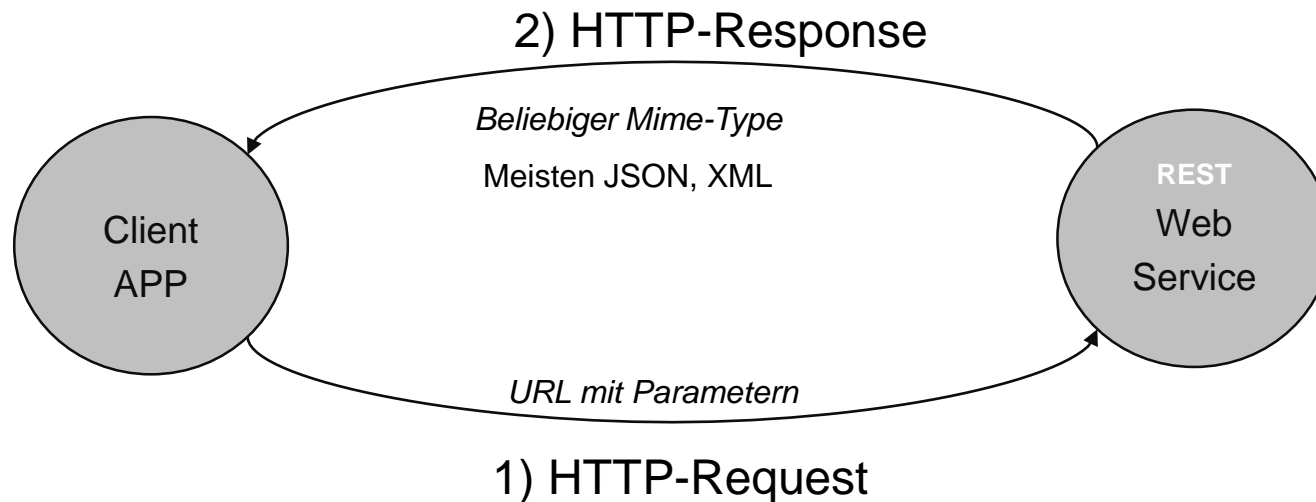 2) HTTP-Response
Beliebiger Mime-Type
Meisten JSON, XML
Client
APP
REST
Web
Service
URL mit Parametern
1) HTTP-Request